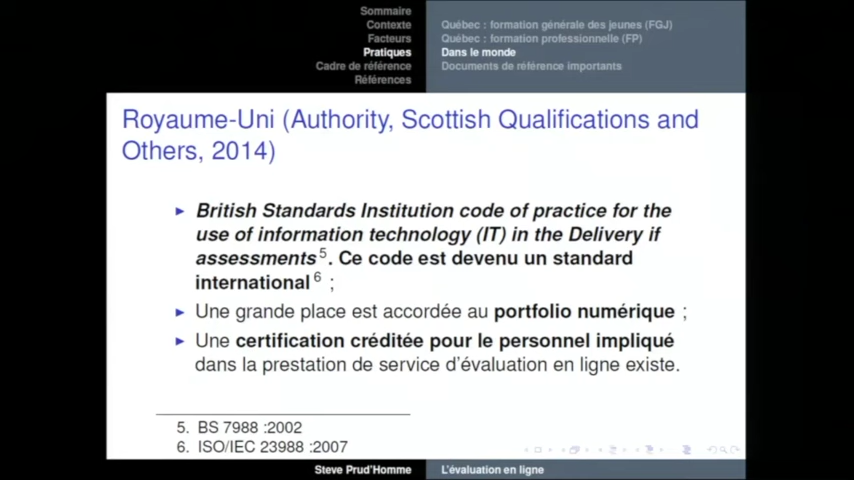 Sommaire
Contexte
Facteurs
Pratiques
Cadre de référence
Références
Québec : formation générale des jeunes (FGJ)
Québec : formation professionnelle (FP)
Dans le monde
Documents de référence importants
Royaume-Uni (Authority, Scottish Qualifications and
Others, 2014)
British Standards Institution code of practice for the
use of information technology (IT) in the Delivery if
assessments 5. Ce code est devenu un standard
international 6 ;
Une grande place est accordée au portfolio numérique ;
Une certification créditée pour le personnel impliqué
dans la prestation de service d'évaluation en ligne existe.
5. BS 7988 :2002
6. ISO/IEC 23988 :2007
Steve Prud'Homme
L'évaluation en ligne